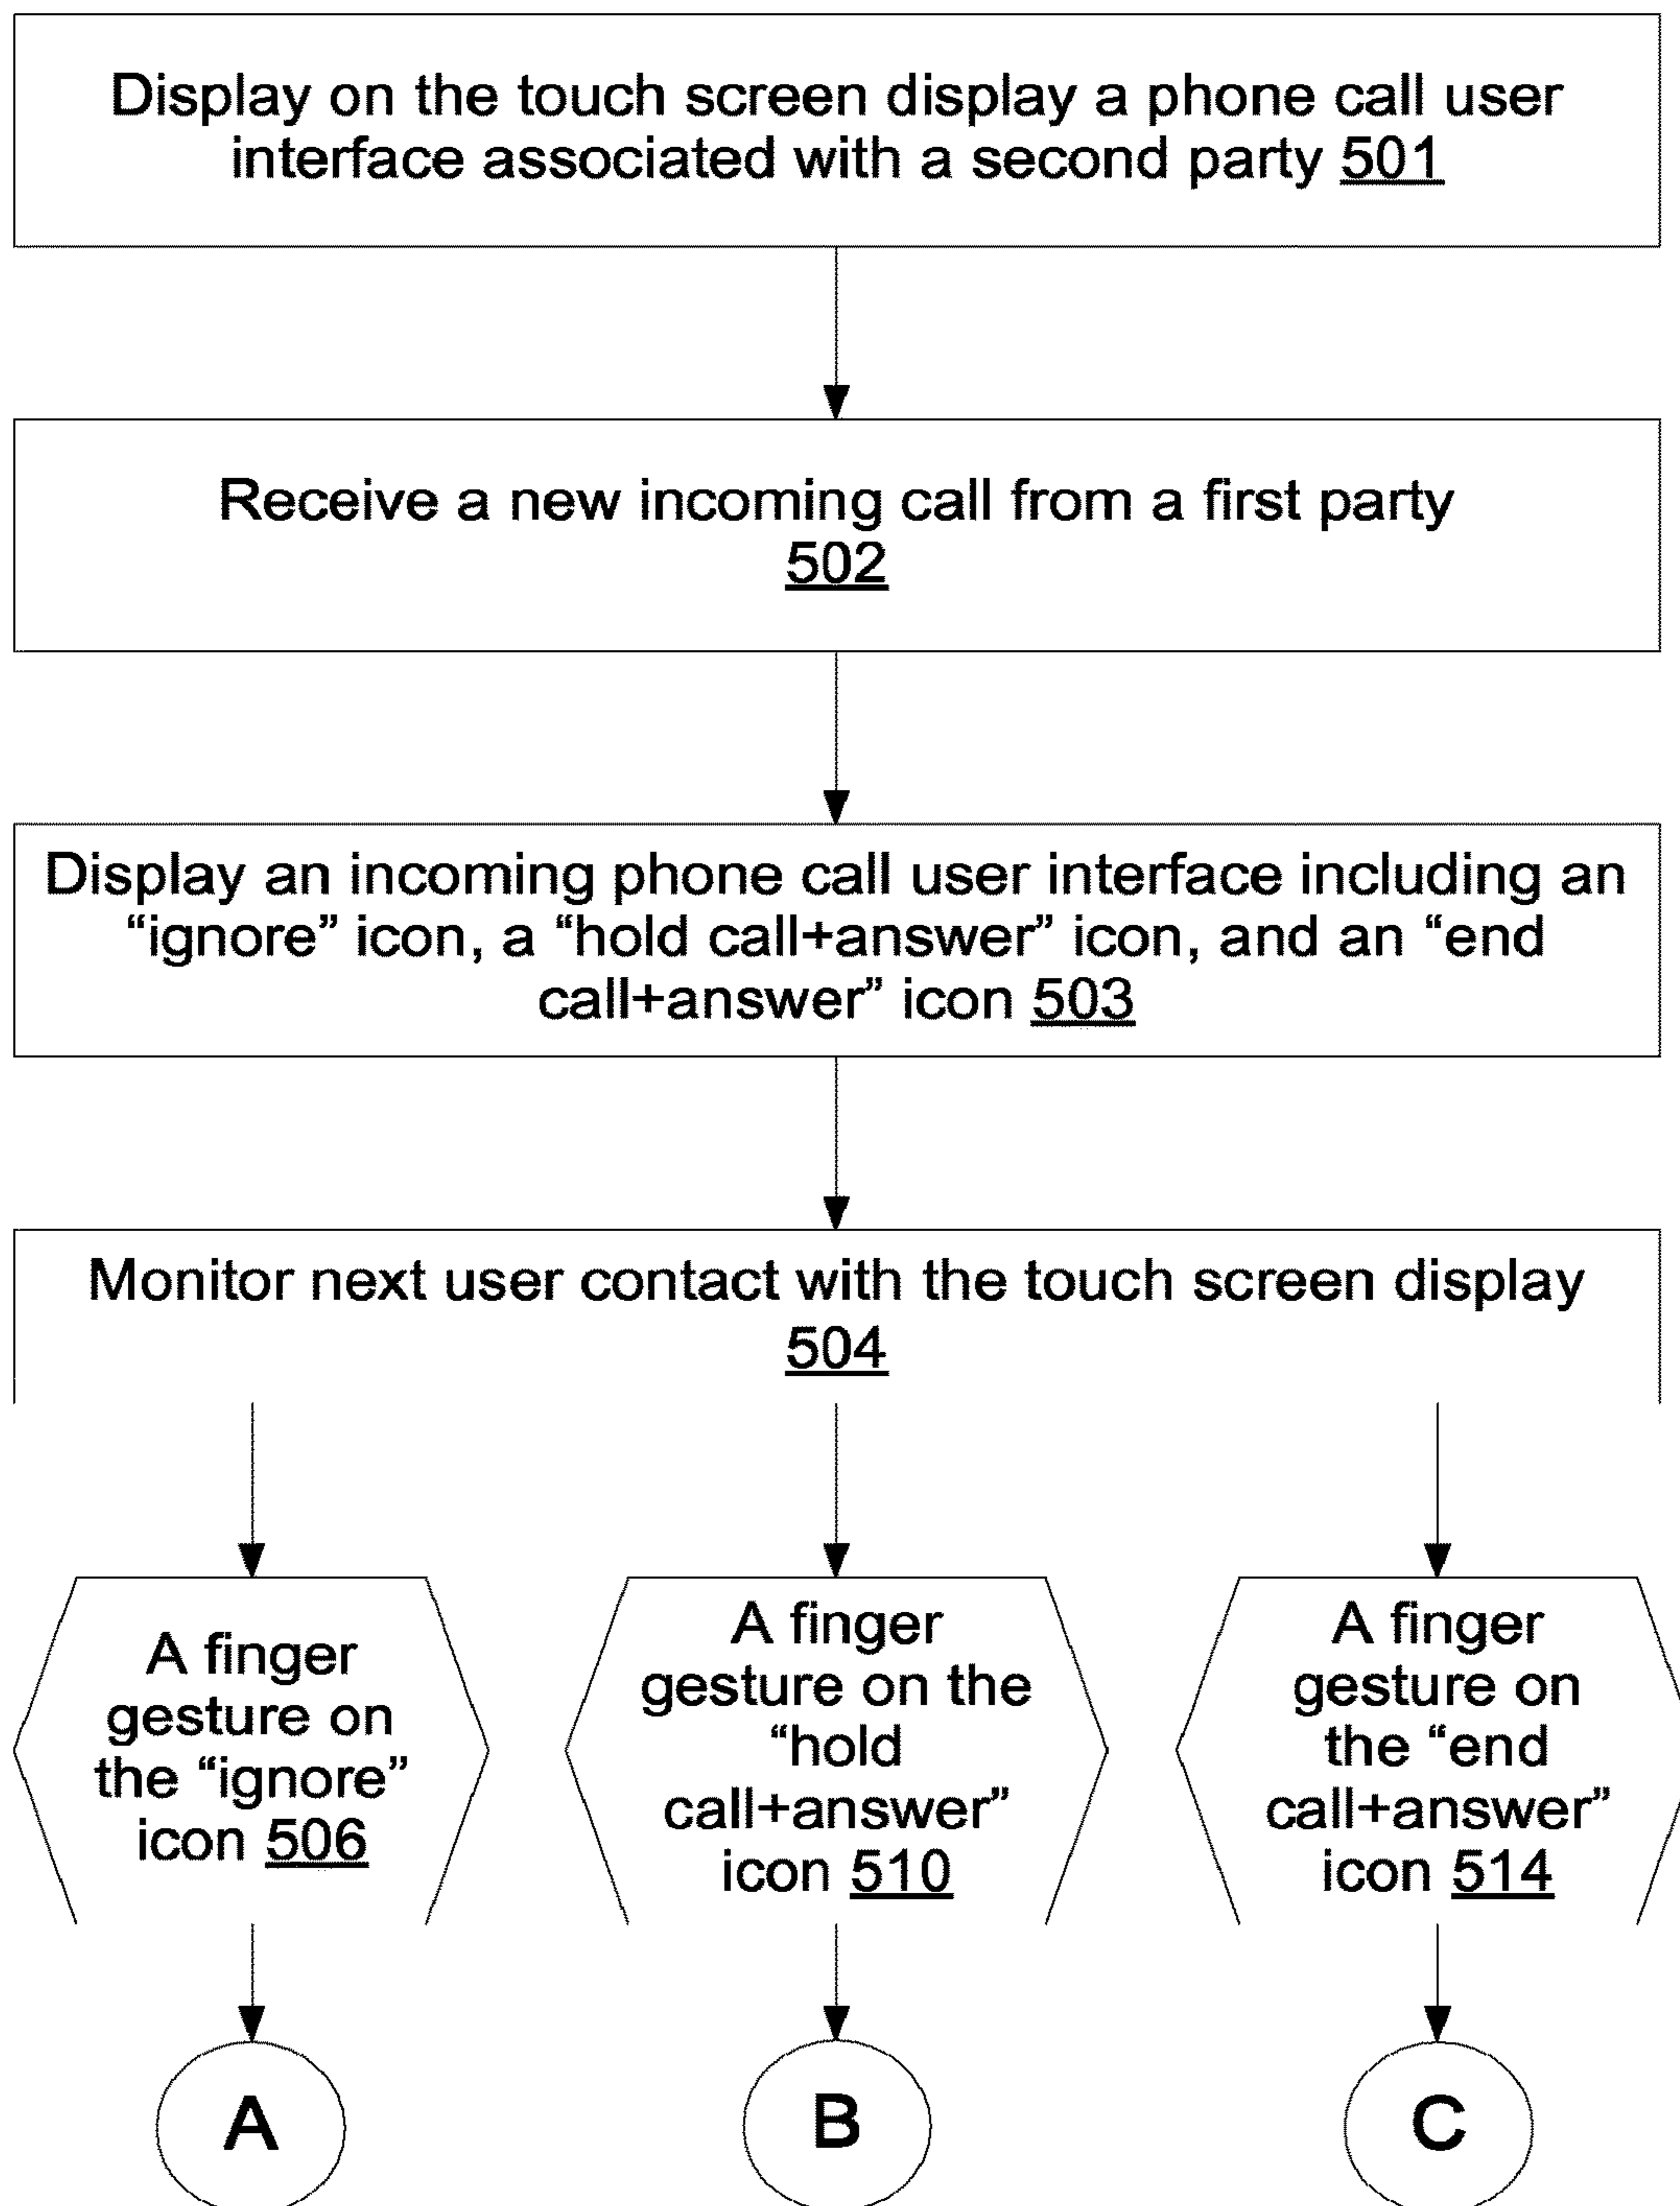 Display on the touch screen display a phone call user
interface associated with a second party 501
Receive a new incoming call from a first party
502
Display an incoming phone call user interface including an
“ignore” icon, a “hold call+answer” icon, and an “end
call+answer” icon 503
Monitor next user contact with the touch screen display
504
A finger
gesture on
the “ignore”
icon 506
A finger
gesture on the
“hold
call+answer”
icon 510
A finger
gesture on
the “end
call+answer”
icon 514
A
B
C